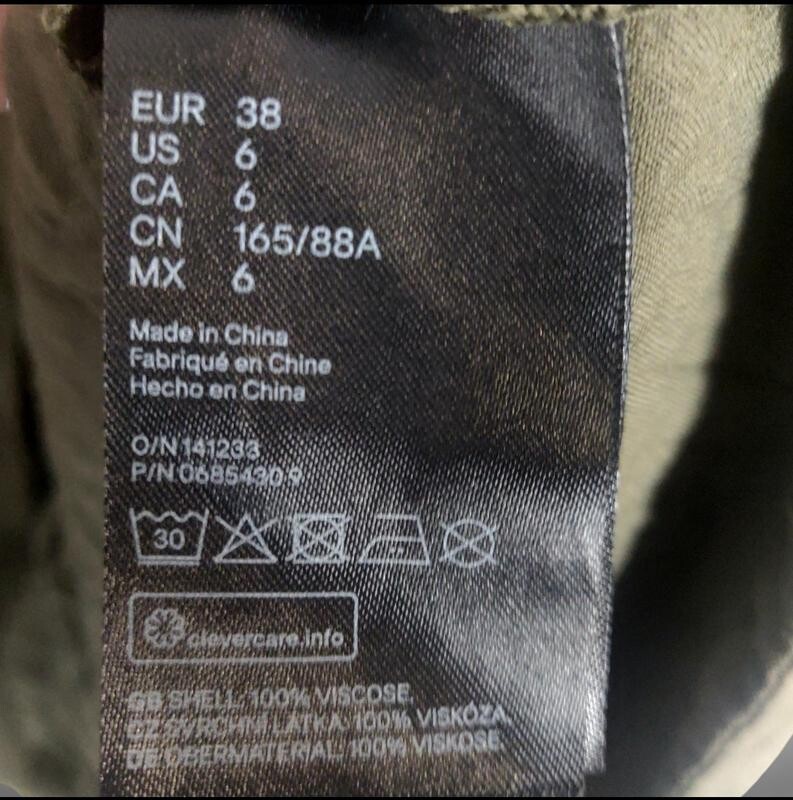 EUR 38
US 6
CA 6
CN 165/88A
MX 6
Made in China
Fabriqué en Chine
Hecho en China
O/N 141233
P/N 0685430 9
30
clevercare.info
GB SHELL: 100% VISCOSE
CZ SVRCHNÍ LÁTKA: 100% VISKÓZA
DE OBERMATERIAL: 100% VISKOSE